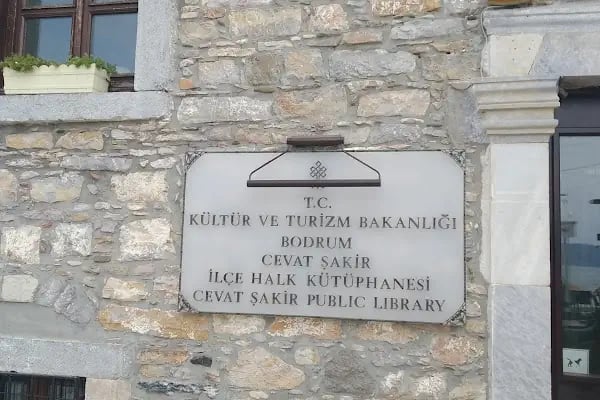 T.C.
KÜLTÜR VE TURİZM BAKANLIĞI
BODRUM
CEVAT ŞAKİR
İLÇE HALK KÜTÜPHANESİ
CEVAT ŞAKİR PUBLIC LIBRARY